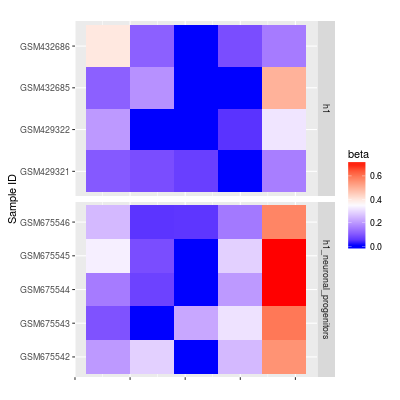 GSM432686
GSM432685
GSM429322
GSM429321
h1
GSM675546
GSM675545
GSM675544
GSM675543
GSM675542
h1_neuronal_progenitors
Sample ID
beta
0.6
0.4
0.2
0.0